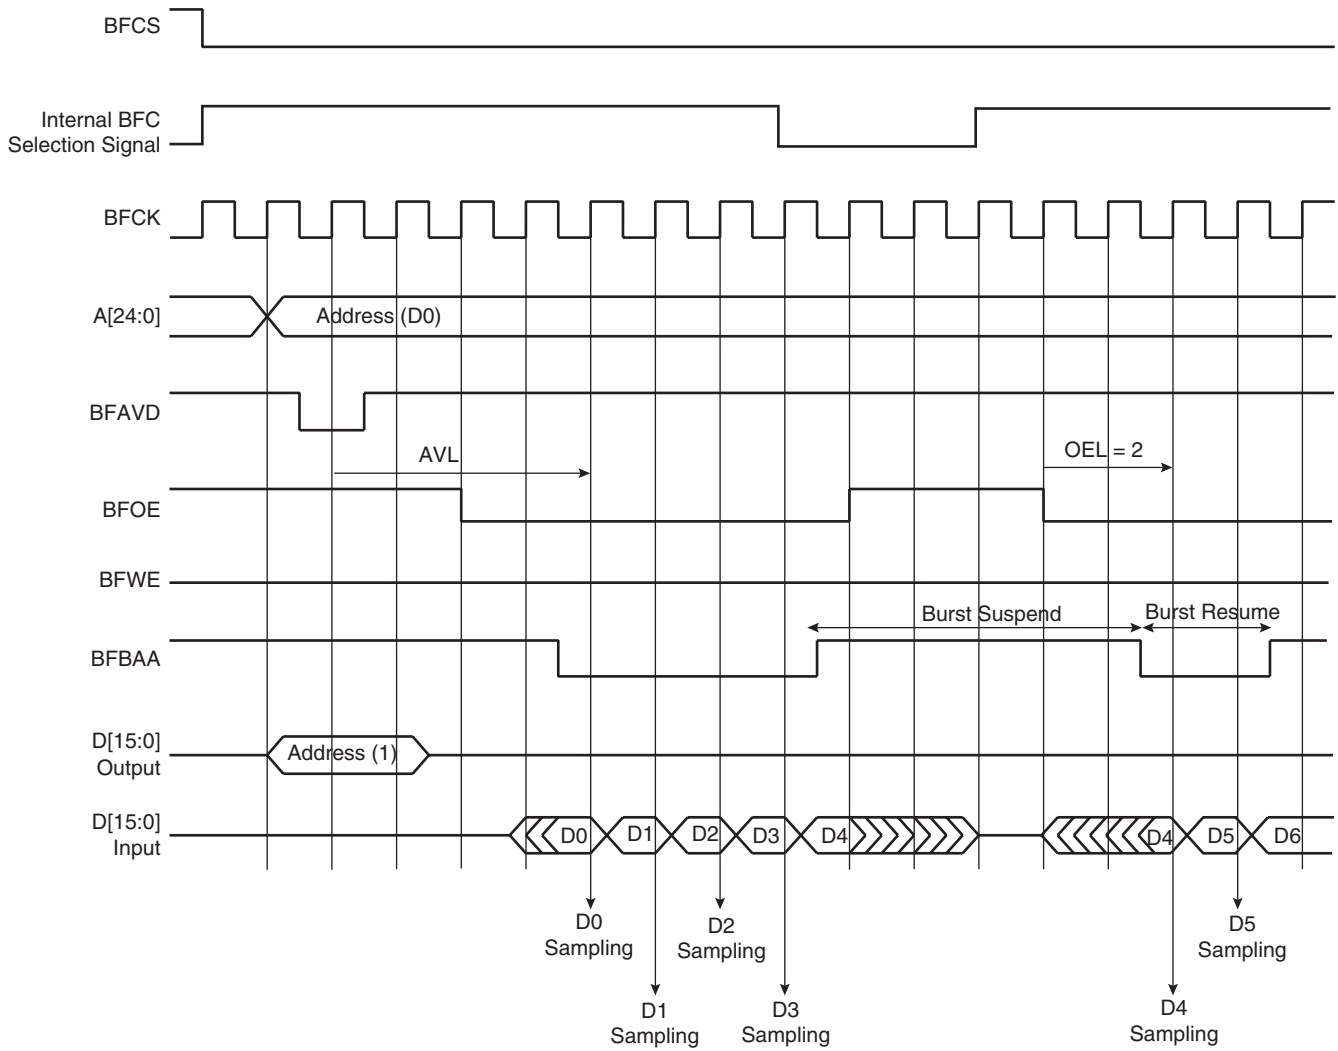 BFCS
Internal BFC
Selection Signal
BFCK
A[24:0]
Address (D0)
BFAVD
AVL
OEL = 2
BFOE
BFWE
Burst Suspend
Burst Resume
BFBAA
D[15:0]
Output
Address (1)
D[15:0]
Input
D0
D1
D2
D3
D4
D4
D5
D6
D0
Sampling
D2
Sampling
D5
Sampling
D1
Sampling
D3
Sampling
D4
Sampling